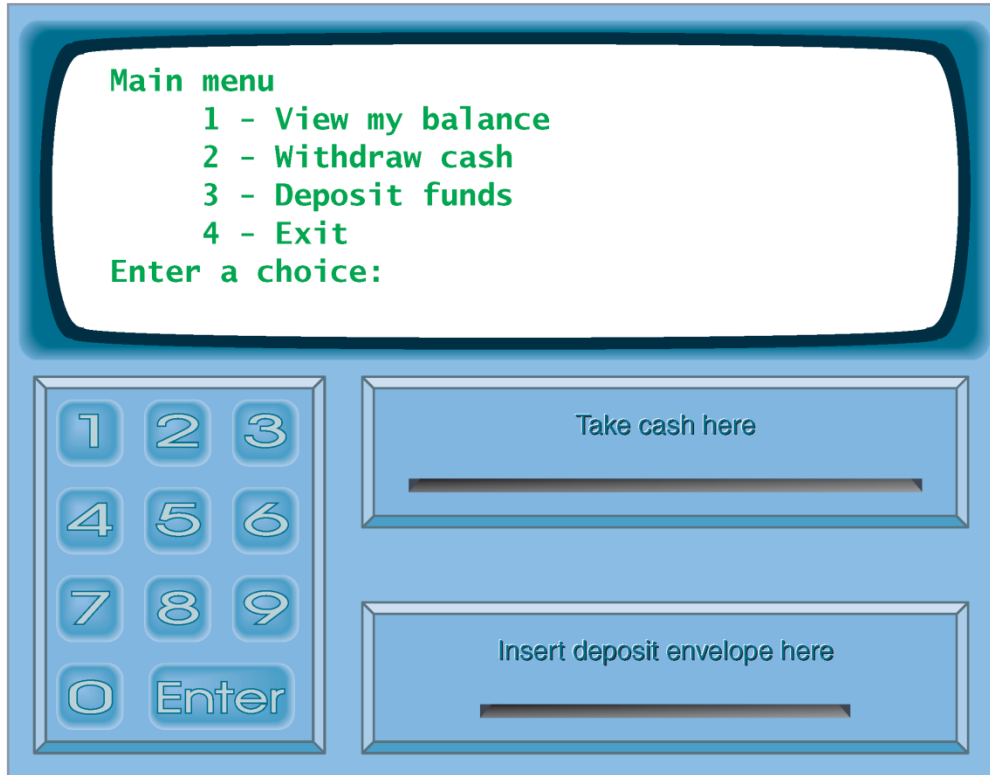 Main menu
1 - View my balance
2 - Withdraw cash
3 - Deposit funds
4 - Exit
Enter a choice:
1 2 3
4 5 6
7 8 9
0 Enter
Take cash here
Insert deposit envelope here